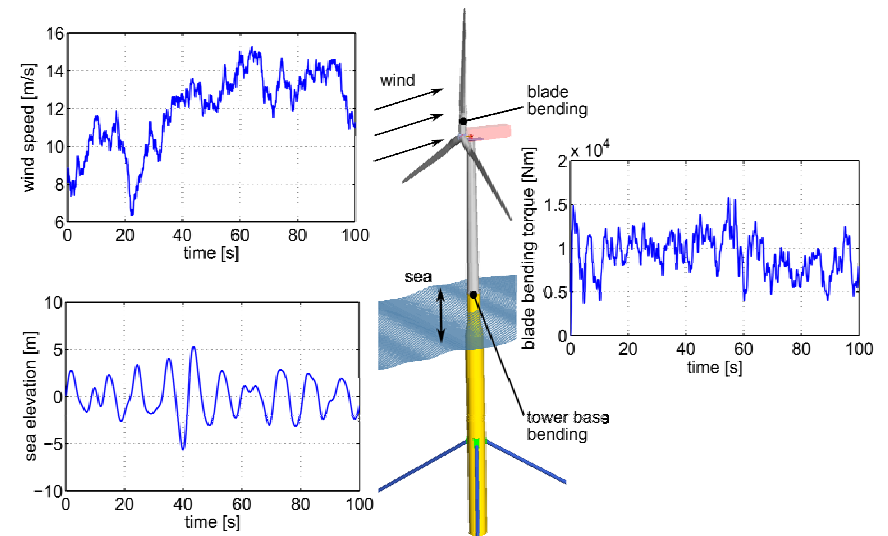 16
14
12
10
8
6
wind speed [m/s]
0 20 40 60 80 100
time [s]
wind
blade
bending
2 x 10^4
1.5
1
0.5
0
blade bending torque [Nm]
0 20 40 60 80 100
time [s]
sea
10
5
0
−5
−10
sea elevation [m]
0 20 40 60 80 100
time [s]
tower base
bending